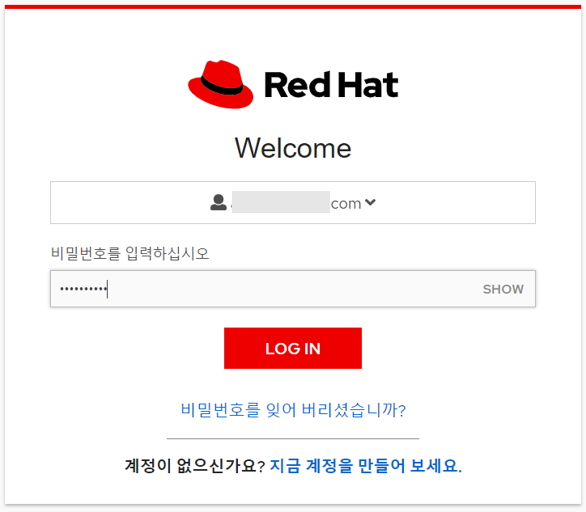 Red Hat
Welcome
com
비밀번호를 입력하십시오
••••••••••
SHOW
LOG IN
비밀번호를 잊어 버리셨습니까?
계정이 없으신가요? 지금 계정을 만들어 보세요.